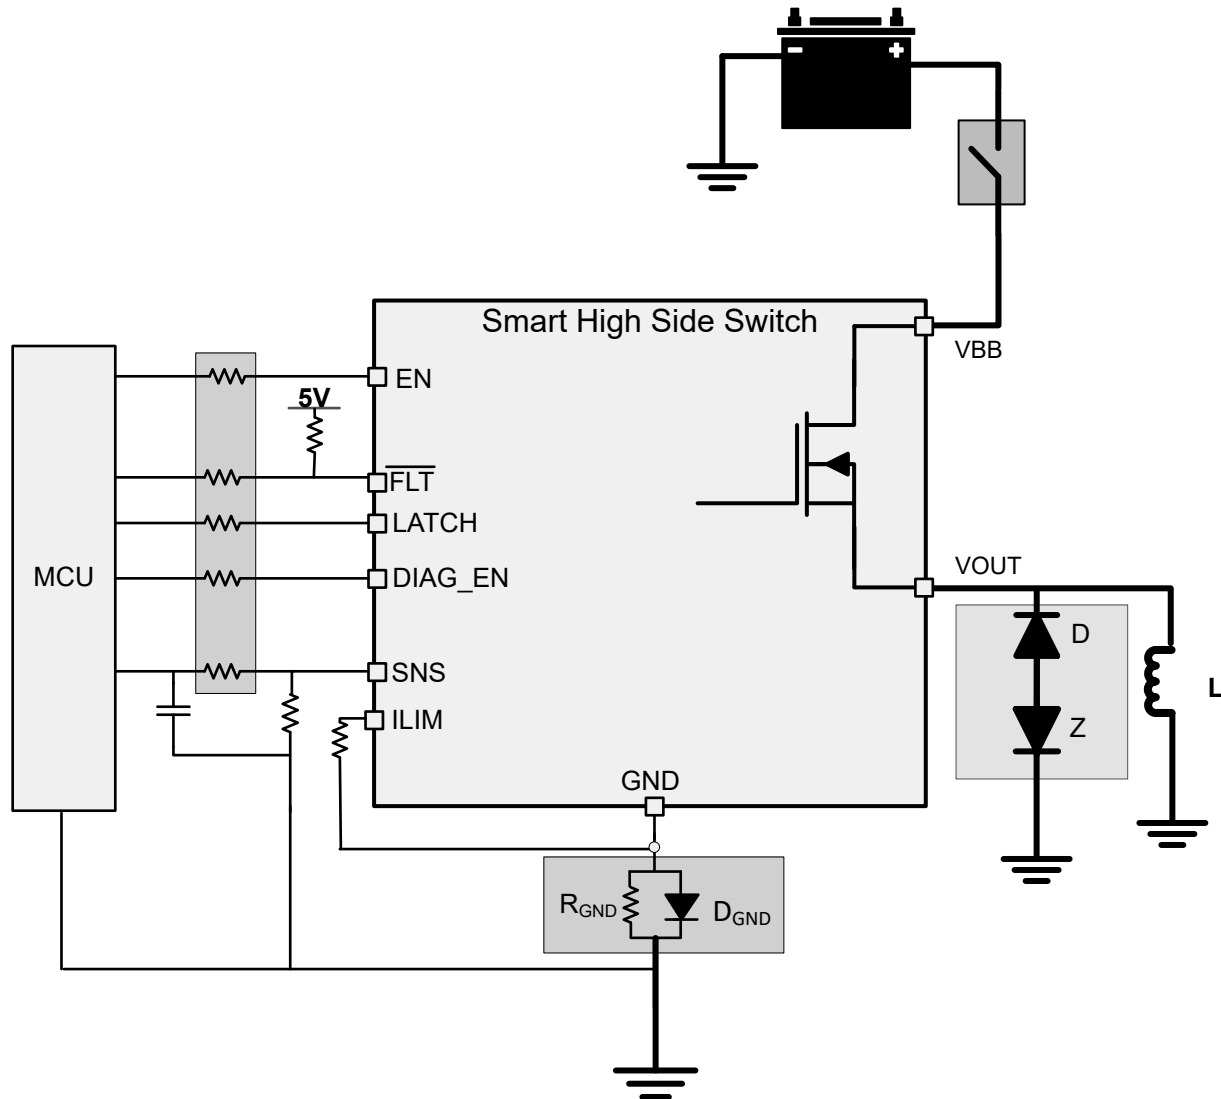 - +
Smart High Side Switch
VBB
EN
5V
FLT
LATCH
MCU
DIAG_EN
VOUT
D
SNS
L
ILIM
Z
GND
RGND
DGND